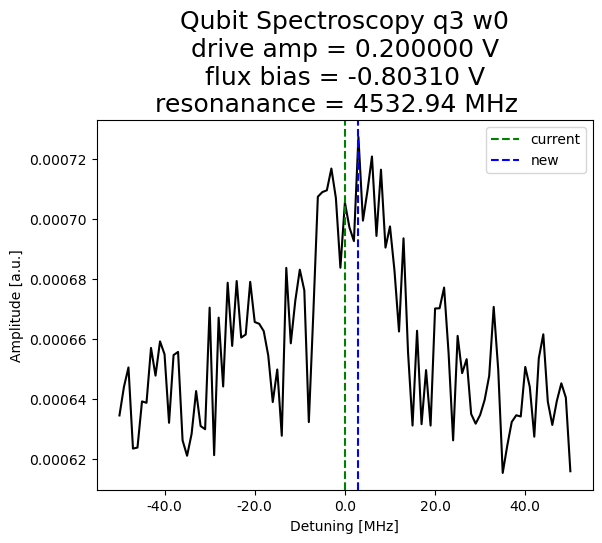 Qubit Spectroscopy q3 w0
drive amp = 0.200000 V
flux bias = -0.80310 V
resonanance = 4532.94 MHz
current
new
0.00072
0.00070
0.00068
0.00066
0.00064
0.00062
Amplitude [a.u.]
-40.0
-20.0
0.0
20.0
40.0
Detuning [MHz]